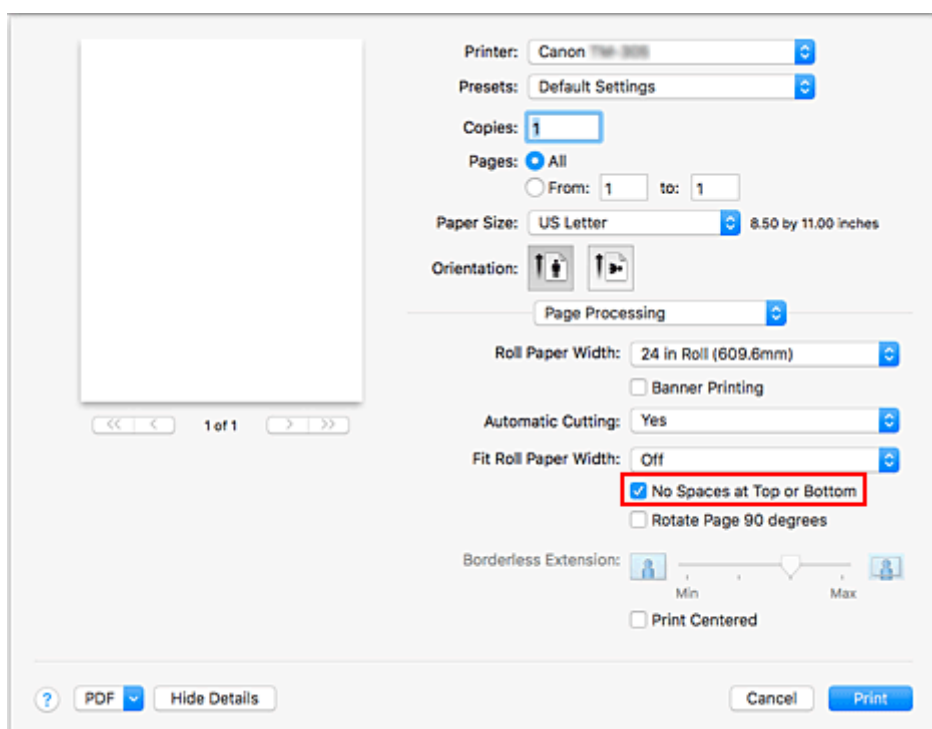 Printer: Canon
Presets: Default Settings
Copies: 1
Pages: All
From: 1 to: 1
Paper Size: US Letter 8.50 by 11.00 inches
Orientation:
Page Processing
Roll Paper Width: 24 in Roll (609.6mm)
Banner Printing
<< < 1 of 1 > >>
Automatic Cutting: Yes
Fit Roll Paper Width: Off
No Spaces at Top or Bottom
Rotate Page 90 degrees
Borderless Extension:
Min Max
Print Centered
? PDF Hide Details Cancel Print